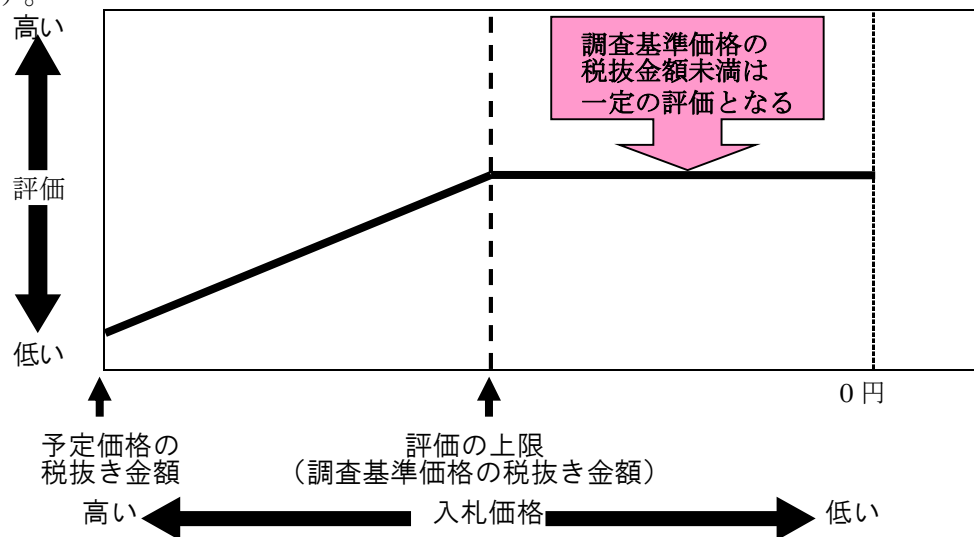 す。
高い
調査基準価格の
税抜金額未満は
一定の評価となる
評価
低い
0 円
予定価格の
税抜き金額
評価の上限
（調査基準価格の税抜き金額）
高い 入札価格 低い